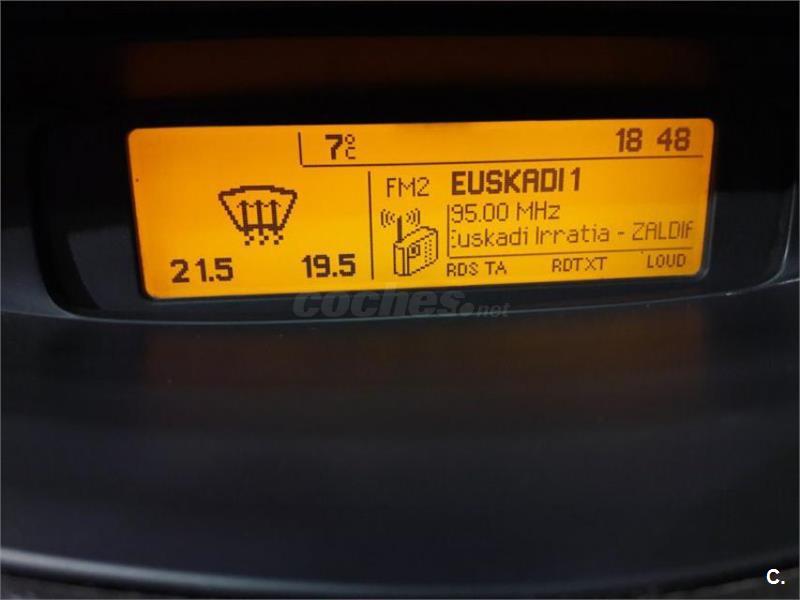 7°C
18 48
FM2 EUSKADI 1
95.00 MHz
Euskadi Irratia - ZALDIF
21.5 19.5
RDS TA RDTXT LOUD
coches.net
C.